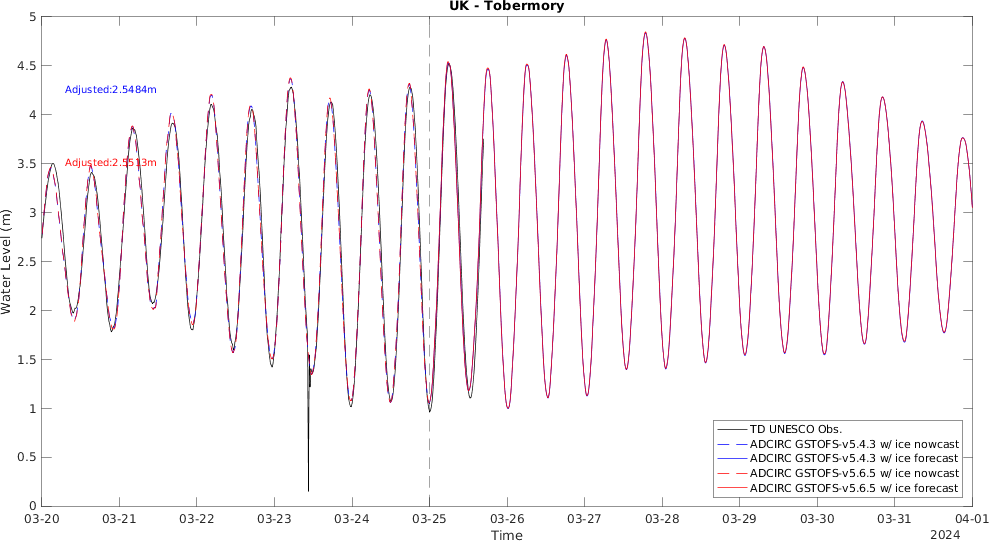 UK - Tobermory
5
4.5
4
3.5
3
2.5
2
1.5
1
0.5
0
Water Level (m)
Adjusted:2.5484m
Adjusted:2.5513m
TD UNESCO Obs.
ADCIRC GSTOFS-v5.4.3 w/ ice nowcast
ADCIRC GSTOFS-v5.4.3 w/ ice forecast
ADCIRC GSTOFS-v5.6.5 w/ ice nowcast
ADCIRC GSTOFS-v5.6.5 w/ ice forecast
03-20 03-21 03-22 03-23 03-24 03-25 03-26 03-27 03-28 03-29 03-30 03-31 04-01
Time
2024